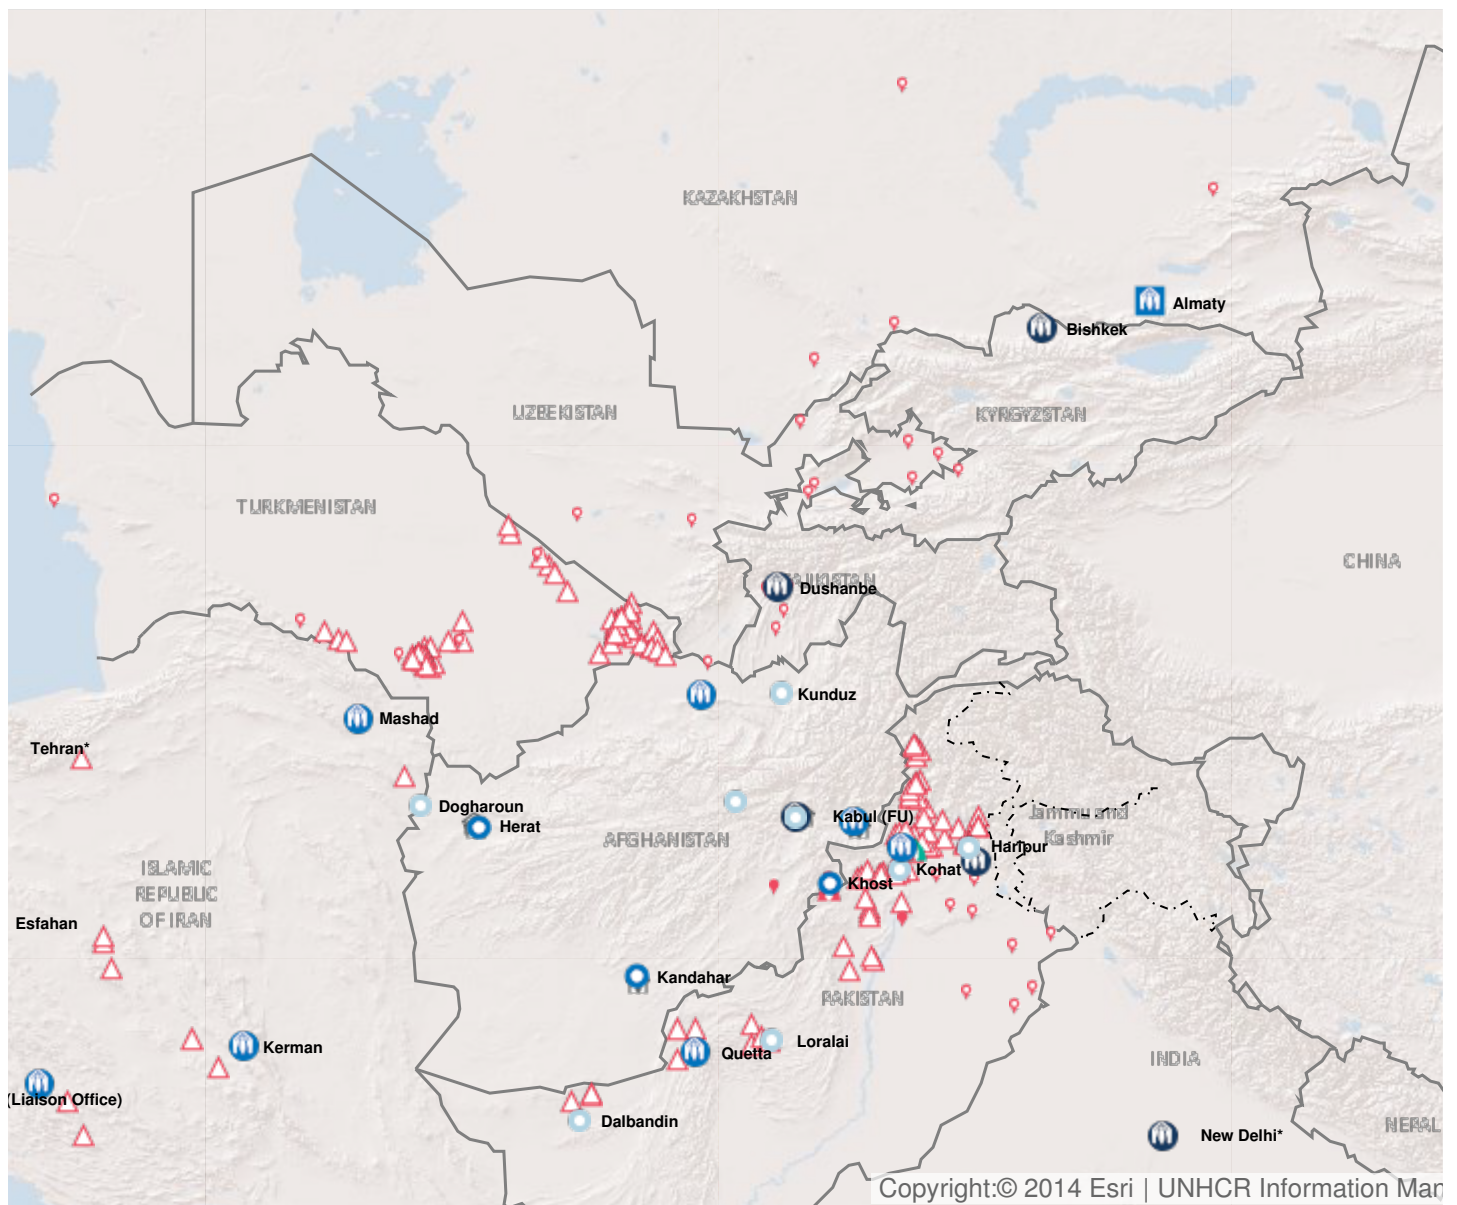 KAZAKHSTAN
Almaty
Bishkek
UZBEKISTAN
KYRGYZSTAN
TURKMENISTAN
CHINA
TAJIKISTAN
Dushanbe
Kunduz
Mashad
Tehran*
Dogharoun
Herat
Kabul (FU)
AFGHANISTAN
Jammu and
Kashmir
Haripur
ISLAMIC
REPUBLIC
OF IRAN
Kohat
Khost
Esfahan
Kandahar
PAKISTAN
Kerman
Quetta
Loralai
INDIA
(Liaison Office)
Dalbandin
NEPAL
New Delhi*
Copyright:© 2014 Esri | UNHCR Information Man